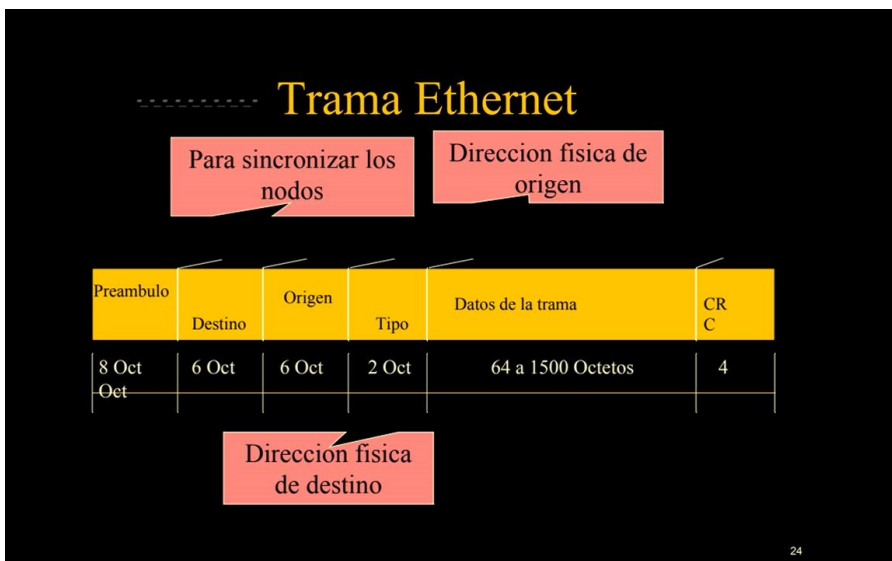 Trama Ethernet
Para sincronizar los
nodos
Direccion fisica de
origen
Preambulo
Destino
Origen
Tipo
Datos de la trama
CR
C
8 Oct
Oct
6 Oct
6 Oct
2 Oct
64 a 1500 Octetos
4
Direccion fisica
de destino
24